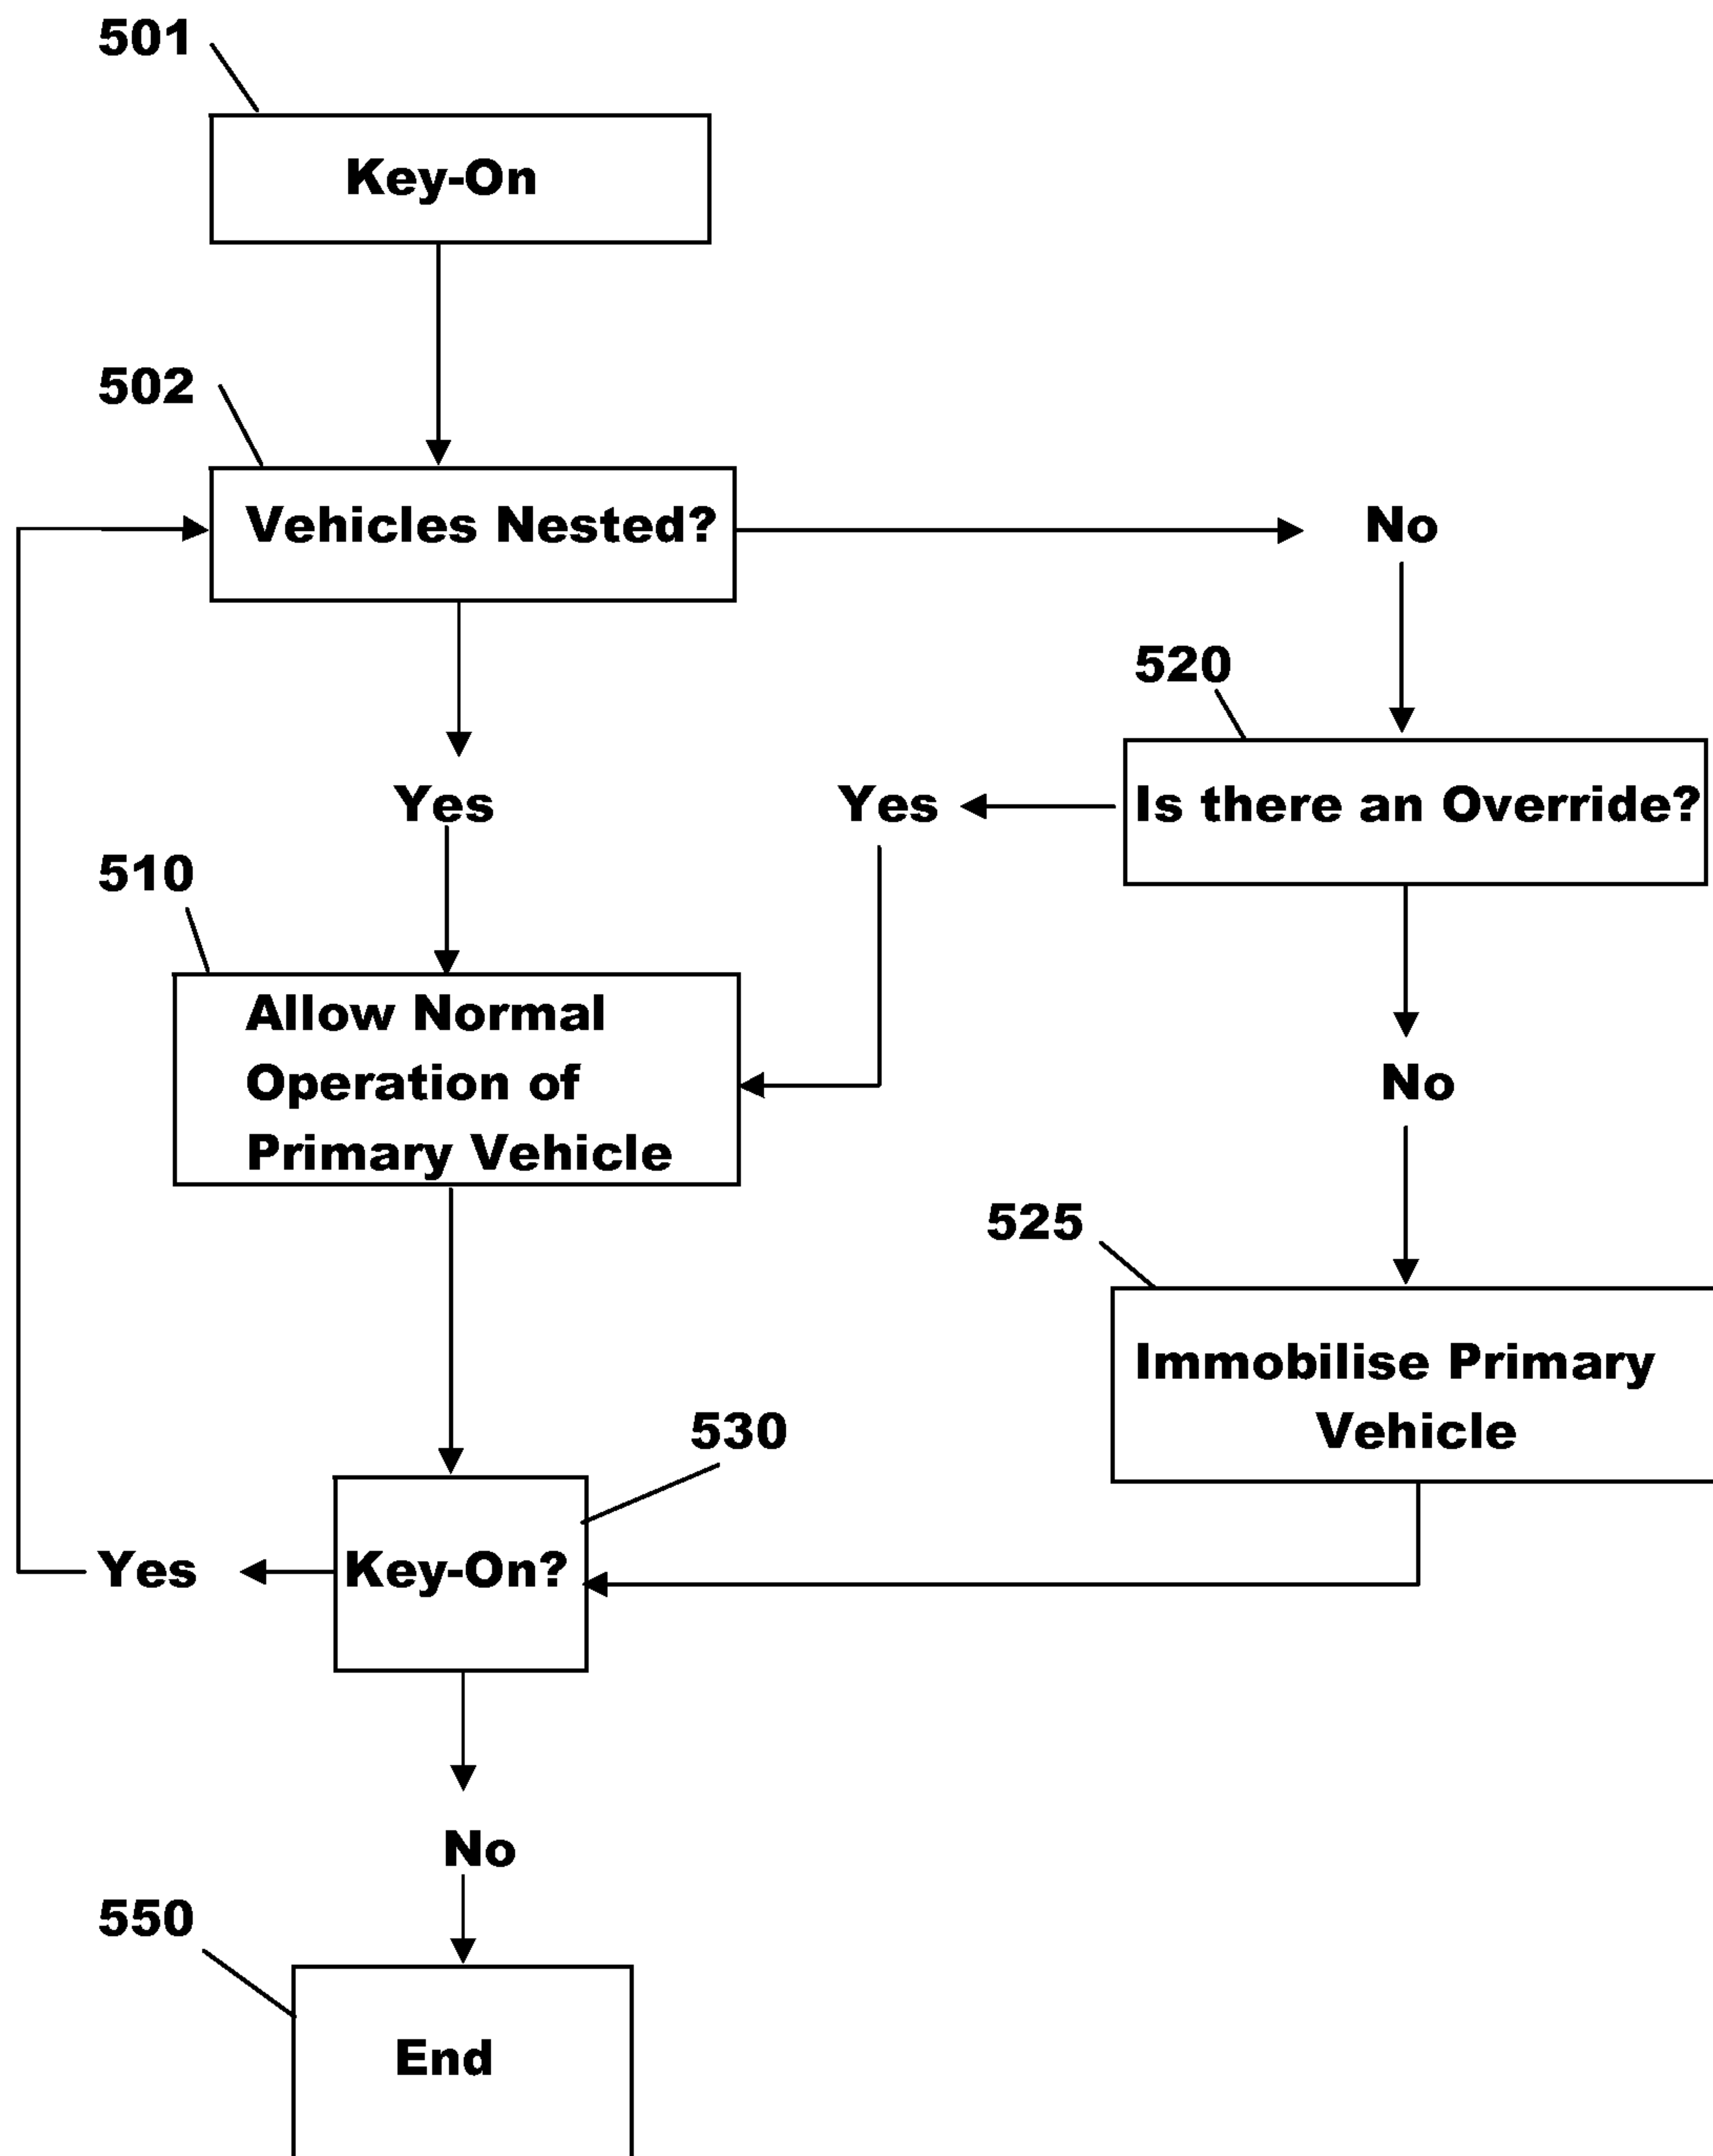 501
Key-On
502
Vehicles Nested?
No
520
Yes
Yes
Is there an Override?
510
Allow Normal
Operation of
Primary Vehicle
No
525
Immobilise Primary
Vehicle
530
Yes
Key-On?
No
550
End